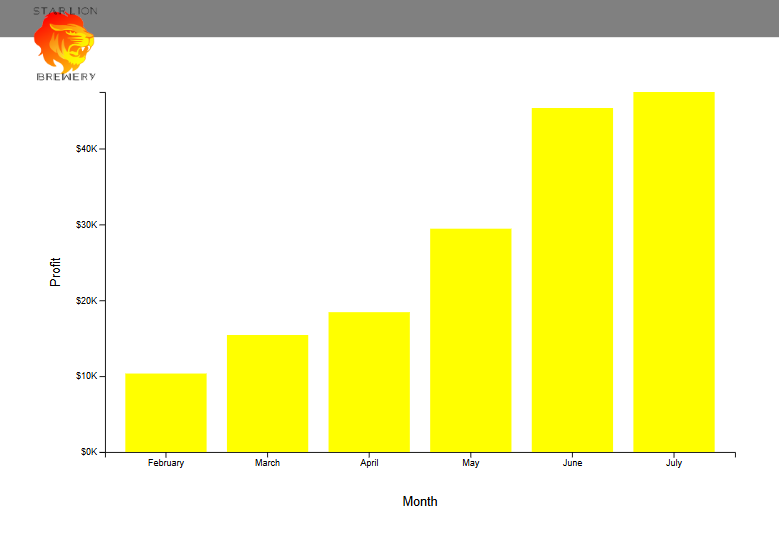 STAR LION
BREWERY
$40K
$30K
$20K
$10K
$0K
Profit
February March April May June July
Month